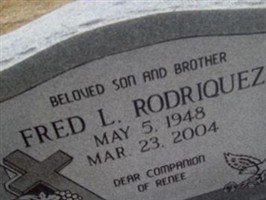 BELOVED SON AND BROTHER
FRED L. RODRIQUEZ
MAY 5, 1948
MAR. 23, 2004
DEAR COMPANION
OF RENEE